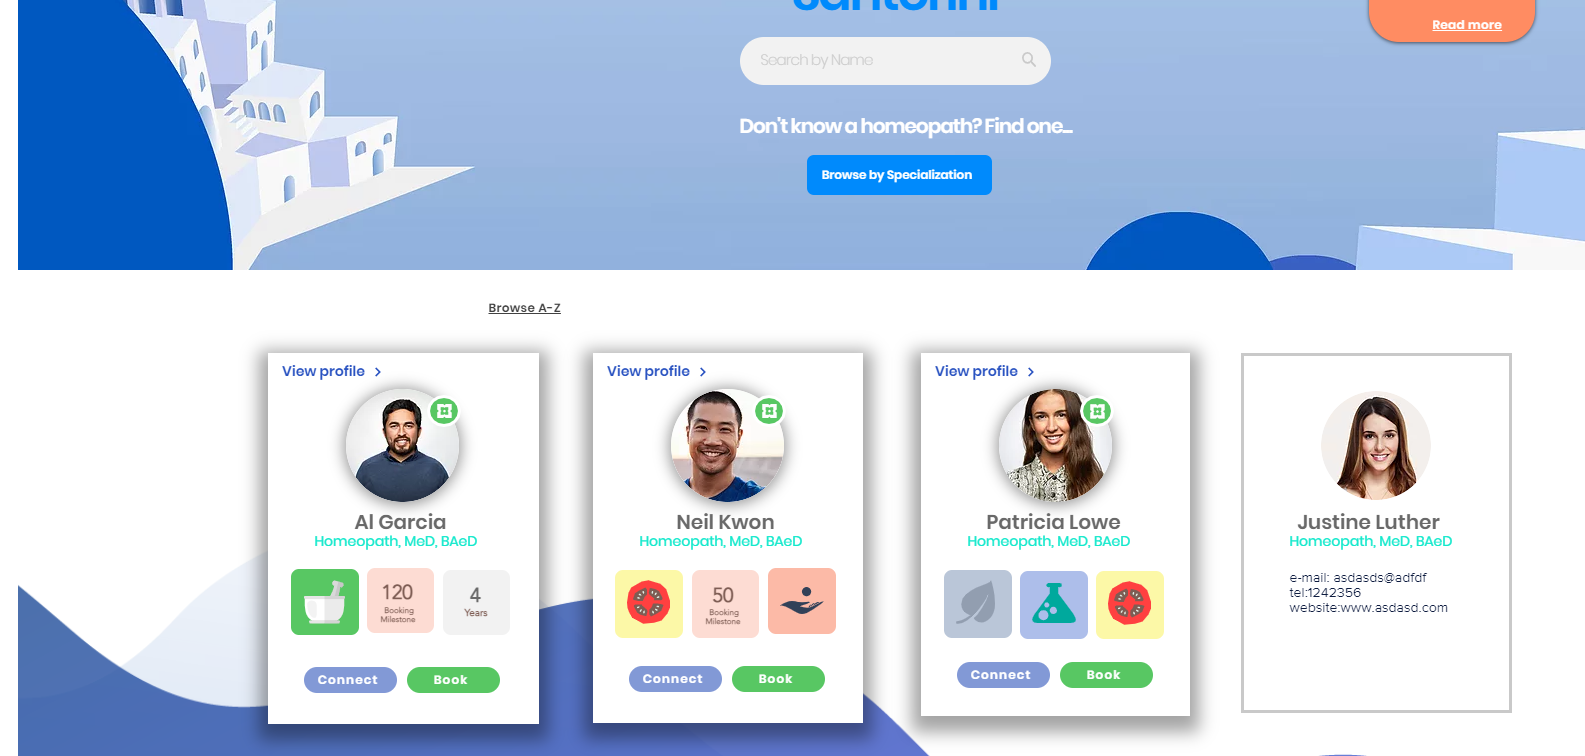 Santorini
Read more
Search by Name
Don't know a homeopath? Find one...
Browse by Specialization
Browse A-Z
View profile
Al Garcia
Homeopath, MeD, BAeD
120
Booking
Milestone
4
Years
Connect
Book
View profile
Neil Kwon
Homeopath, MeD, BAeD
50
Booking
Milestone
Connect
Book
View profile
Patricia Lowe
Homeopath, MeD, BAeD
Connect
Book
Justine Luther
Homeopath, MeD, BAeD
e-mail: asdasds@adfdf
tel:1242356
website:www.asdasd.com